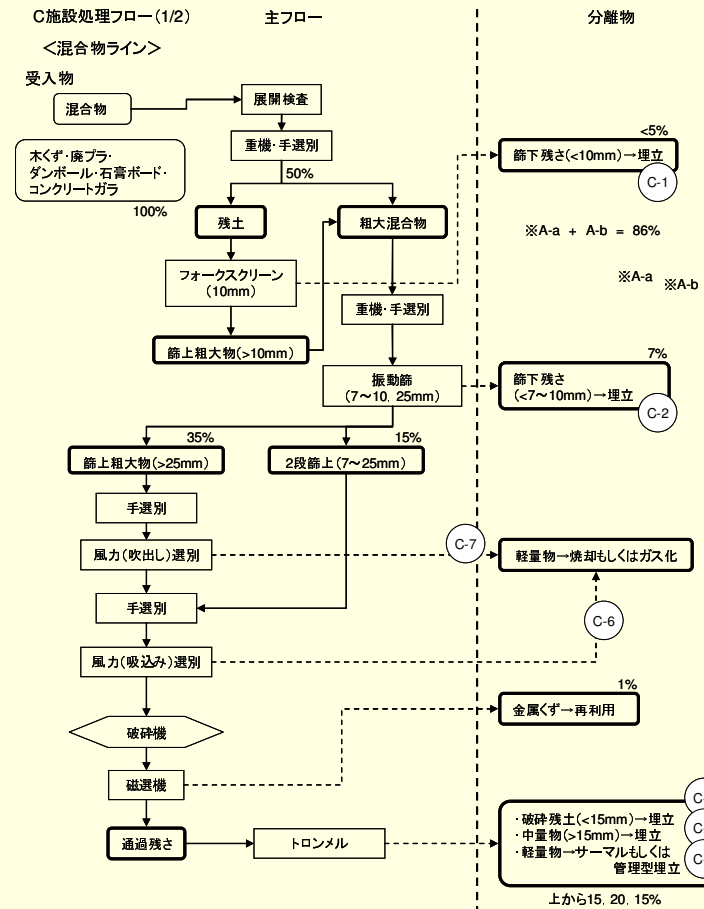 C施設処理フロー(1/2)
主フロー
分離物
<混合物ライン>
受入物
混合物
展開検査
重機・手選別
木くず・廃プラ・
ダンボール・石膏ボード・
コンクリートガラ
100%
50%
<5%
篩下残さ(<10mm)→埋立
C-1
残土
粗大混合物
※A-a + A-b = 86%
フォークスクリーン
(10mm)
※A-a
※A-b
重機・手選別
篩上粗大物(>10mm)
振動篩
(7~10, 25mm)
7%
篩下残さ
(<7~10mm)→埋立
C-2
35%
15%
篩上粗大物(>25mm)
2段篩上(7~25mm)
手選別
風力(吹出し)選別
C-7
軽量物→焼却もしくはガス化
手選別
C-6
風力(吸込み)選別
1%
金属くず→再利用
破砕機
磁選機
通過残さ
トロンメル
・破砕残土(<15mm)→埋立
・中量物(>15mm)→埋立
・軽量物→サーマルもしくは
管理型埋立
上から15, 20, 15%